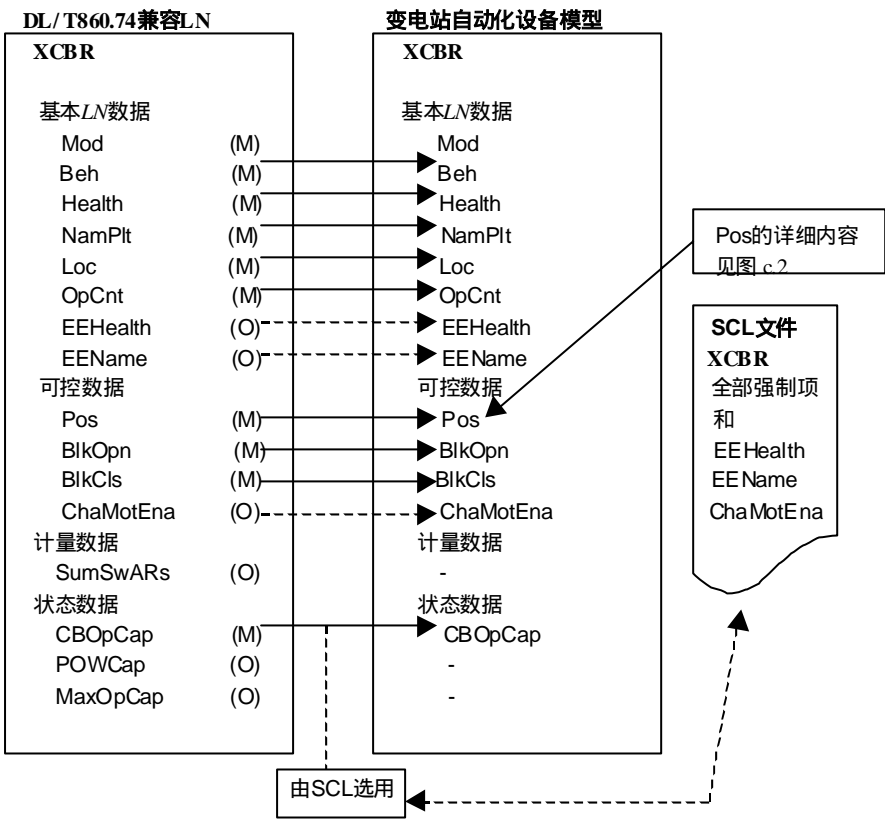 DL/T860.74兼容LN
XCBR
基本LN数据
Mod (M)
Beh (M)
Health (M)
NamPlt (M)
Loc (M)
OpCnt (M)
EEHealth (O)
EEName (O)
可控数据
Pos (M)
BlkOpn (M)
BlkCls (M)
ChaMotEna (O)
计量数据
SumSwARs (O)
状态数据
CBOpCap (M)
POWCap (O)
MaxOpCap (O)
变电站自动化设备模型
XCBR
基本LN数据
Mod
Beh
Health
NamPlt
Loc
OpCnt
EEHealth
EEName
可控数据
Pos
BlkOpn
BlkCls
ChaMotEna
计量数据
-
状态数据
CBOpCap
-
-
Pos的详细内容
见图 c.2
SCL文件
XCBR
全部强制项
和
EEHealth
EEName
ChaMotEna
由SCL选用